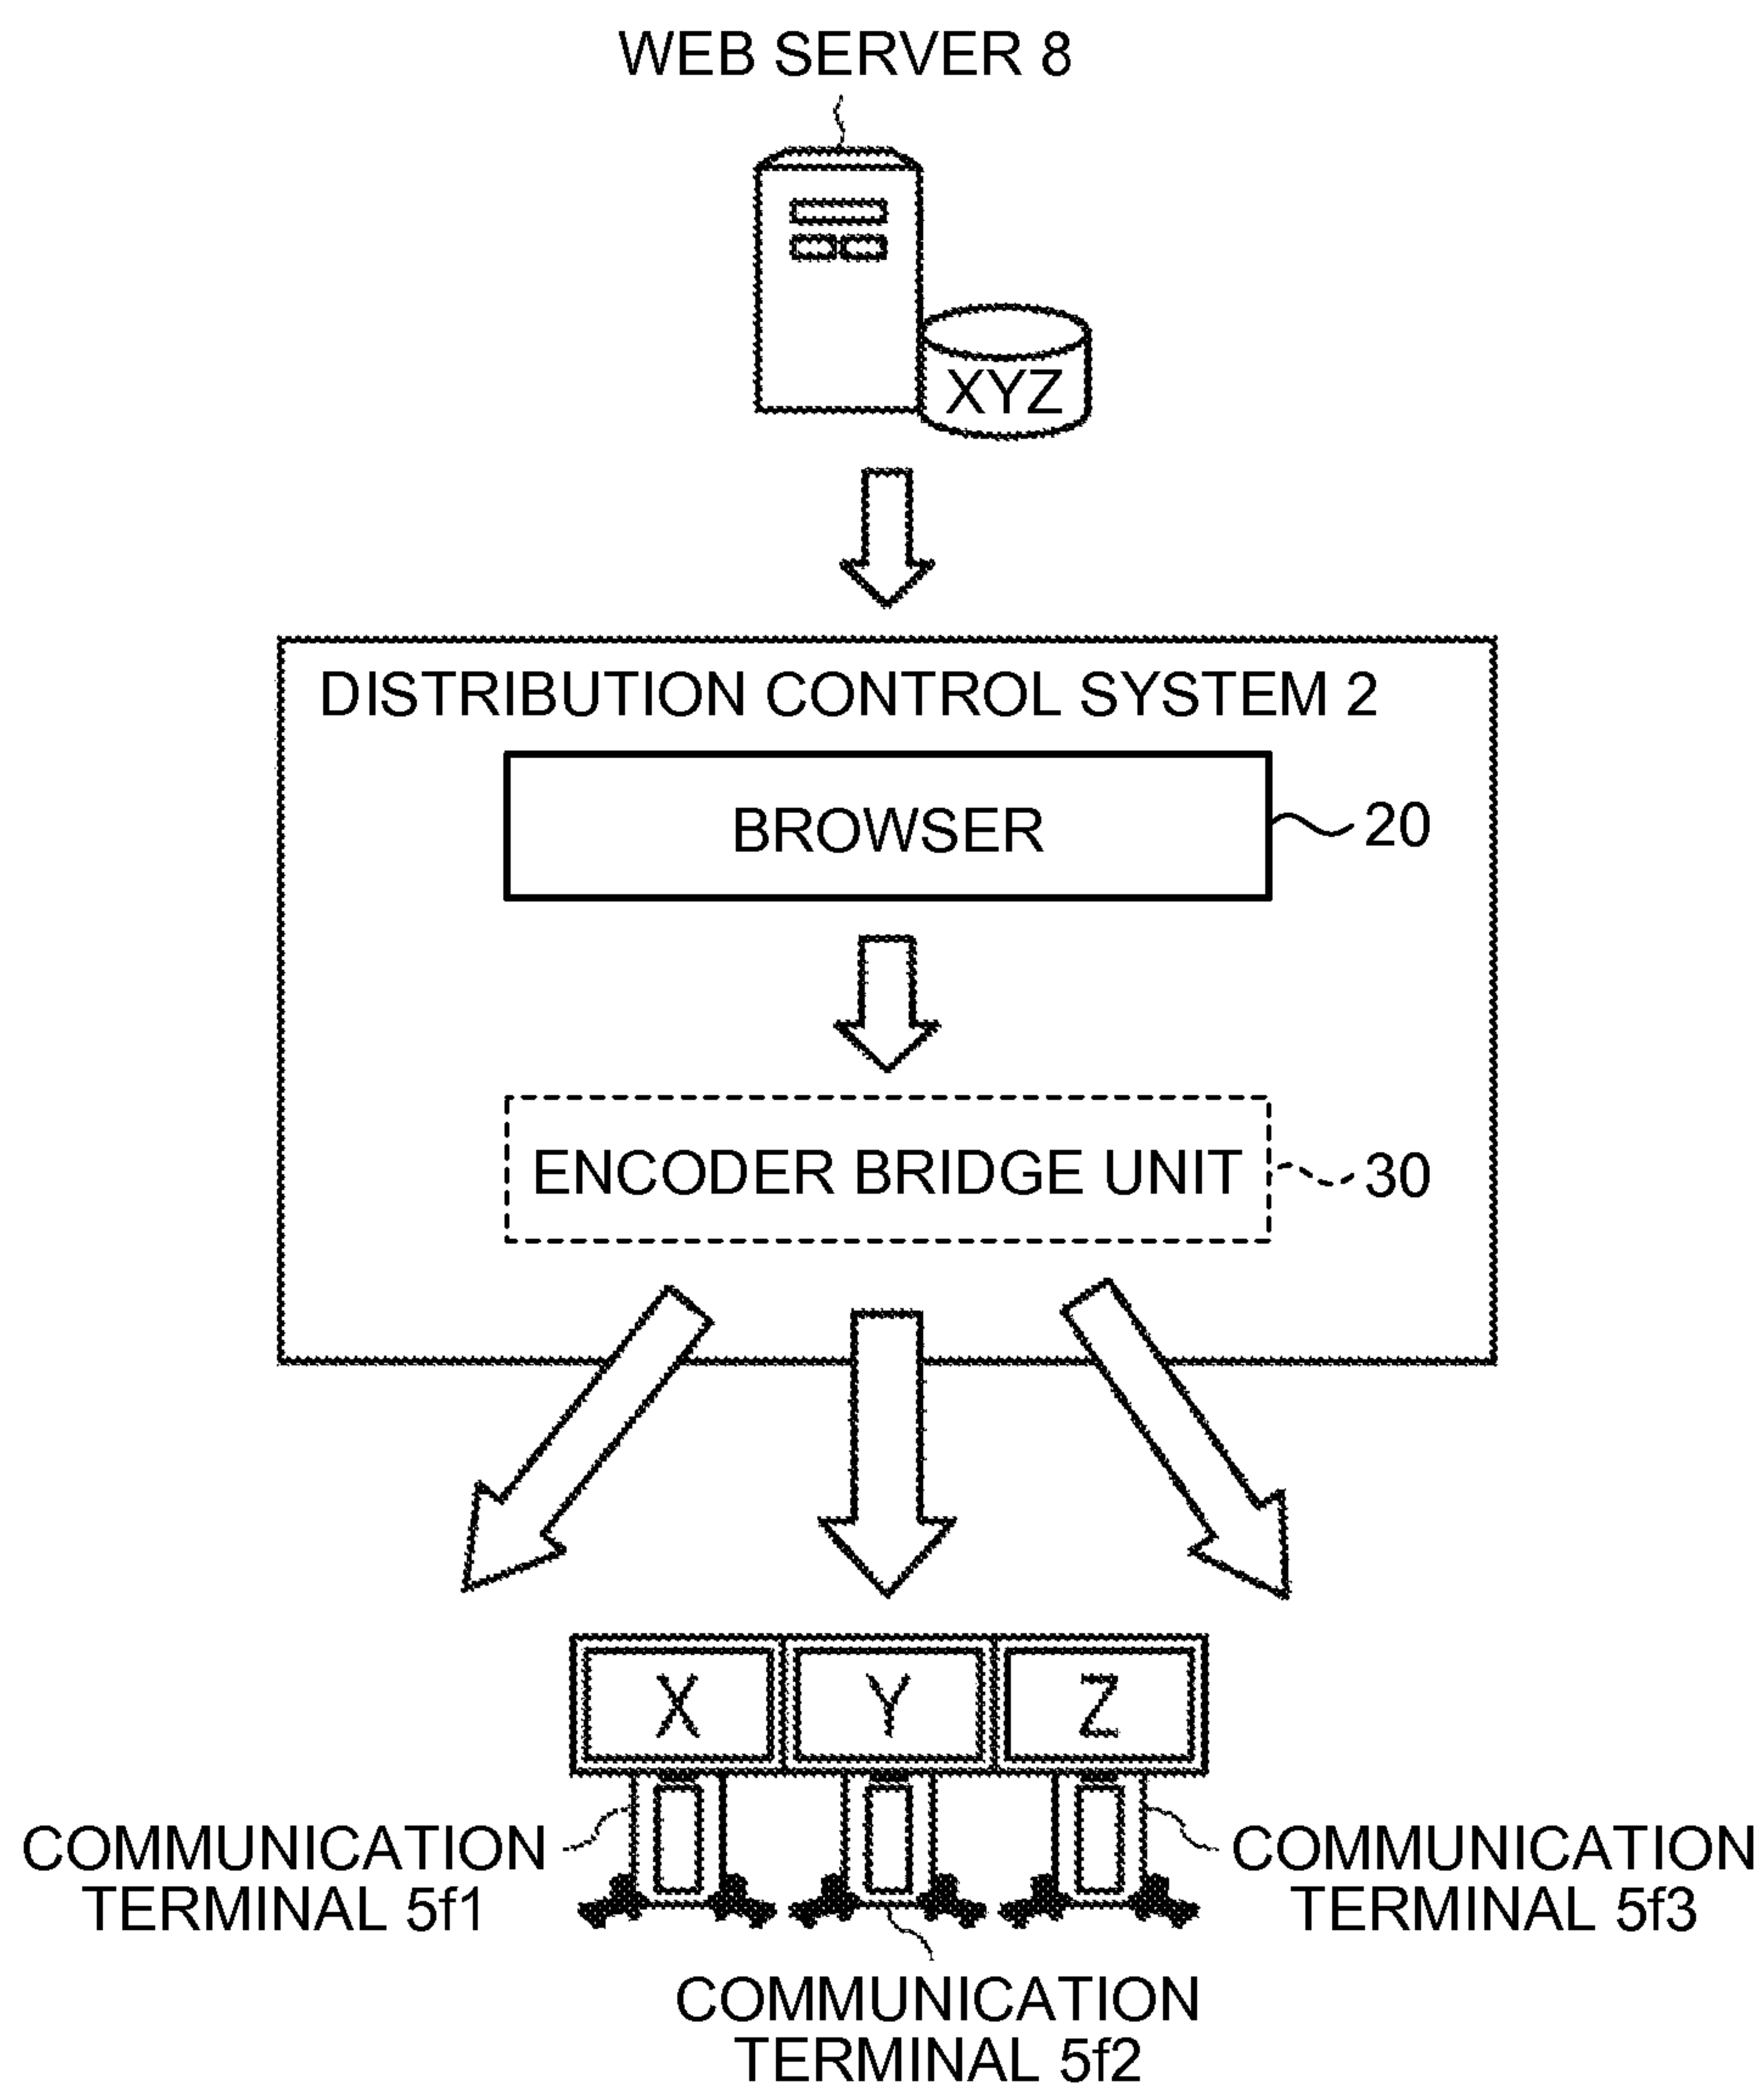 WEB SERVER 8
XYZ
DISTRIBUTION CONTROL SYSTEM 2
BROWSER
20
ENCODER BRIDGE UNIT
30
X
Y
Z
COMMUNICATION
TERMINAL 5f1
COMMUNICATION
TERMINAL 5f3
COMMUNICATION
TERMINAL 5f2